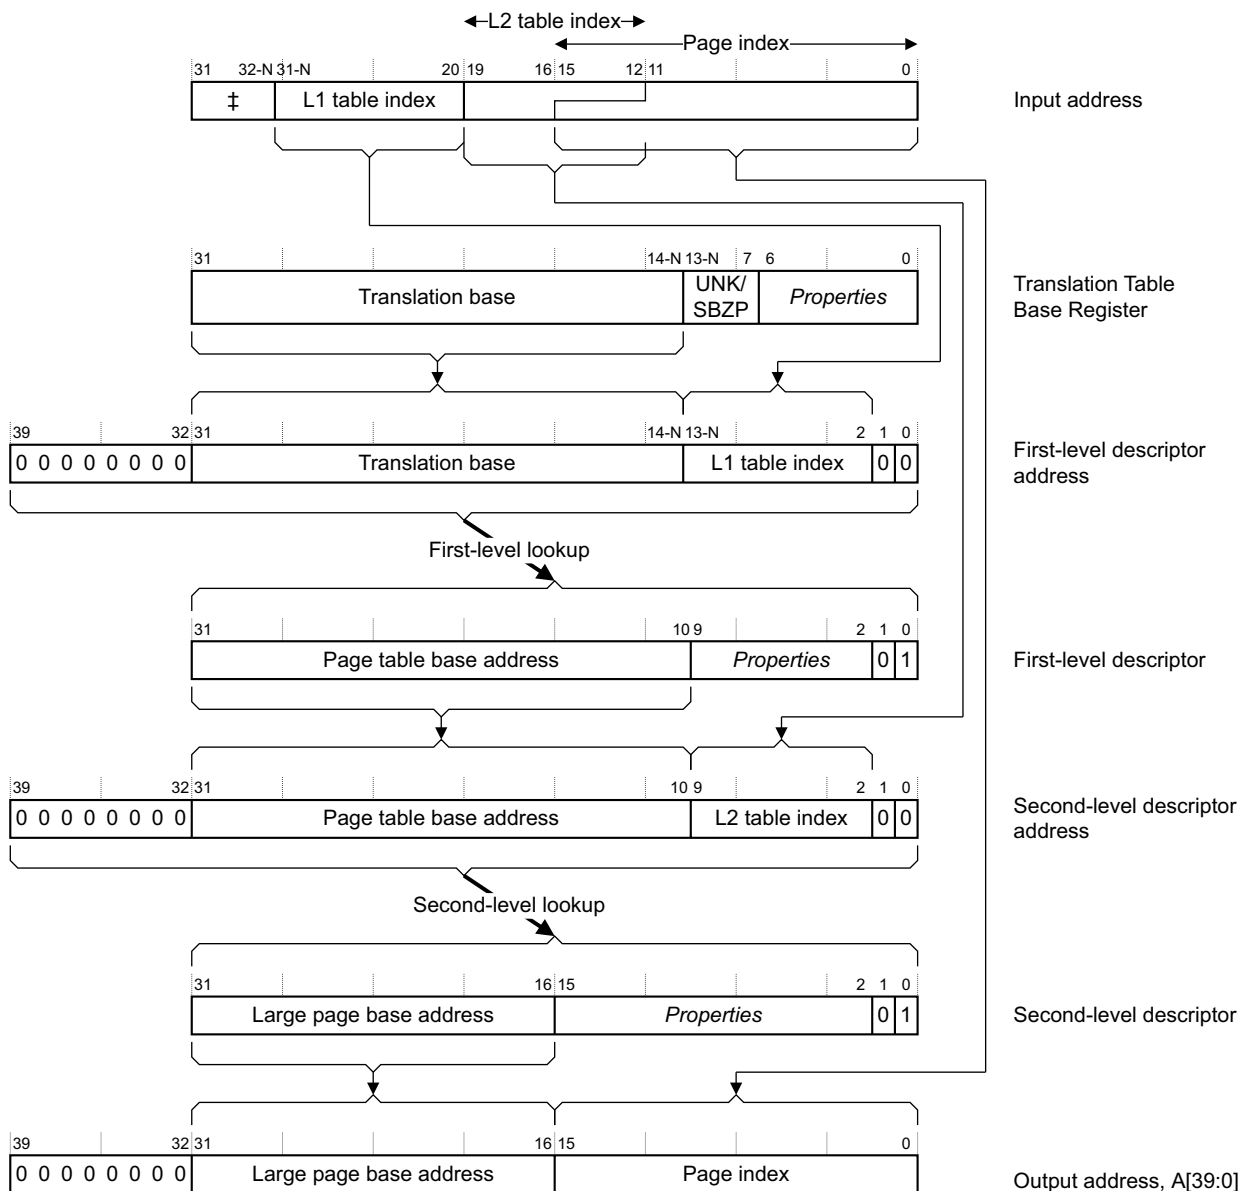 L2 table index
Page index
31 32-N 31-N 20 19 16 15 12 11 0
‡ L1 table index Input address
31 14-N 13-N 7 6 0
Translation base UNK/ SBZP Properties Translation Table Base Register
39 32 31 14-N 13-N 2 1 0
0 0 0 0 0 0 0 0 Translation base L1 table index 0 0 First-level descriptor address
First-level lookup
31 10 9 2 1 0
Page table base address Properties 0 1 First-level descriptor
39 32 31 10 9 2 1 0
0 0 0 0 0 0 0 0 Page table base address L2 table index 0 0 Second-level descriptor address
Second-level lookup
31 16 15 2 1 0
Large page base address Properties 0 1 Second-level descriptor
39 32 31 16 15 0
0 0 0 0 0 0 0 0 Large page base address Page index Output address, A[39:0]